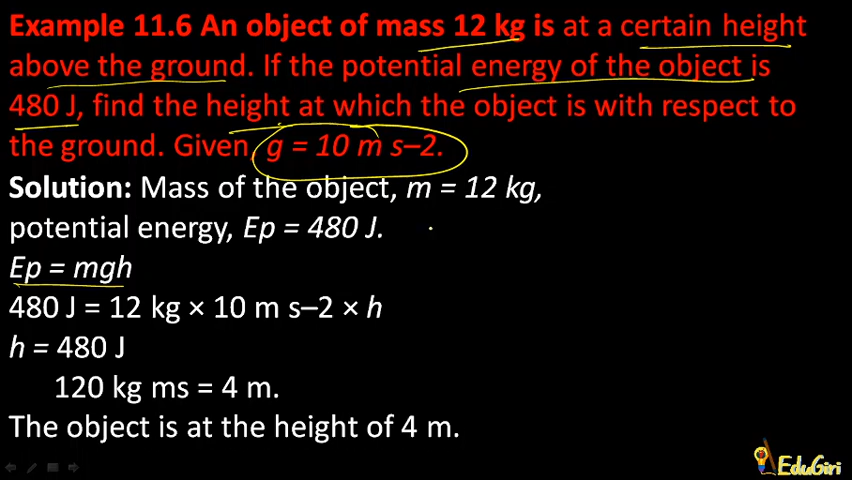 Example 11.6 An object of mass 12 kg is at a certain height
above the ground. If the potential energy of the object is
480 J, find the height at which the object is with respect to
the ground. Given, g = 10 m s–2.
Solution: Mass of the object, m = 12 kg,
potential energy, Ep = 480 J.
Ep = mgh
480 J = 12 kg × 10 m s–2 × h
h = 480 J
120 kg ms = 4 m.
The object is at the height of 4 m.
EduGiri